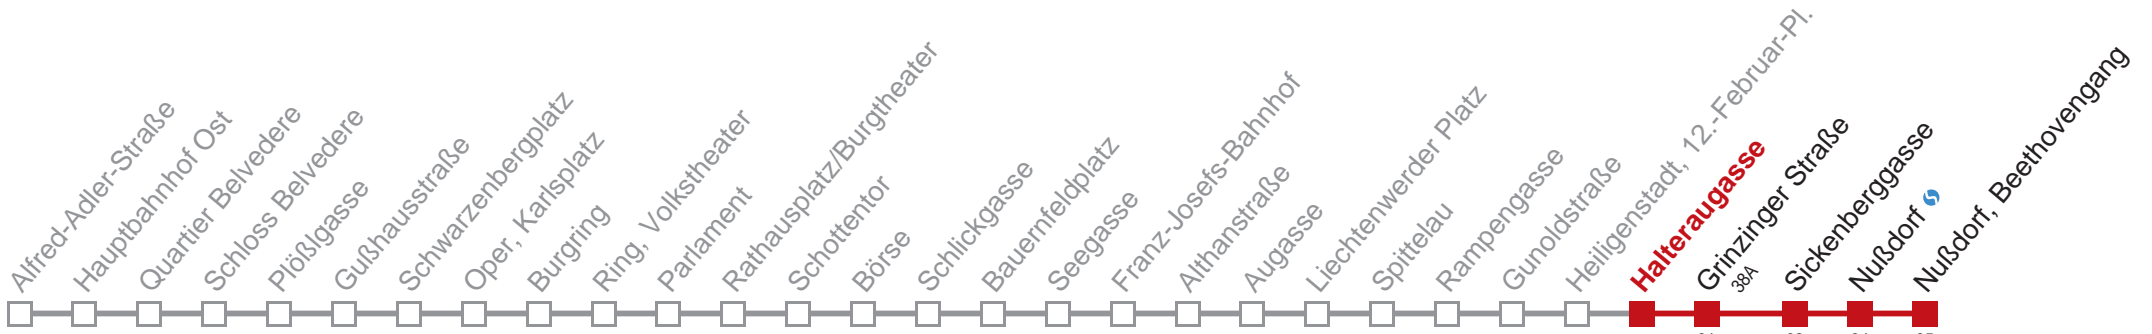 Alfred-Adler-Straße
Hauptbahnhof Ost
Quartier Belvedere
Schloss Belvedere
Plößlgasse
Gußhausstraße
Schwarzenbergplatz
Oper, Karlsplatz
Burgring
Ring, Volkstheater
Parlament
Rathausplatz/Burgtheater
Schottentor
Börse
Schlickgasse
Bauernfeldplatz
Seegasse
Franz-Josefs-Bahnhof
Althanstraße
Augasse
Liechtenwerder Platz
Spittelau
Rampengasse
Gunoldstraße
Heiligenstadt, 12.-Februar-Pl.
Halteraugasse
Grinzinger Straße
38A
Sickenberggasse
Nußdorf
Nußdorf, Beethovengang